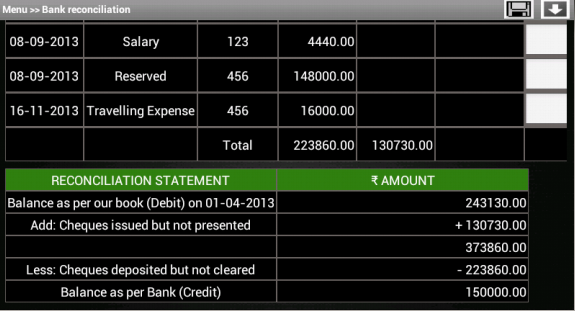 Menu >> Bank reconciliation
08-09-2013 Salary 123 4440.00
08-09-2013 Reserved 456 148000.00
16-11-2013 Travelling Expense 456 16000.00
Total 223860.00 130730.00
RECONCILIATION STATEMENT ₹ AMOUNT
Balance as per our book (Debit) on 01-04-2013 243130.00
Add: Cheques issued but not presented + 130730.00
373860.00
Less: Cheques deposited but not cleared - 223860.00
Balance as per Bank (Credit) 150000.00